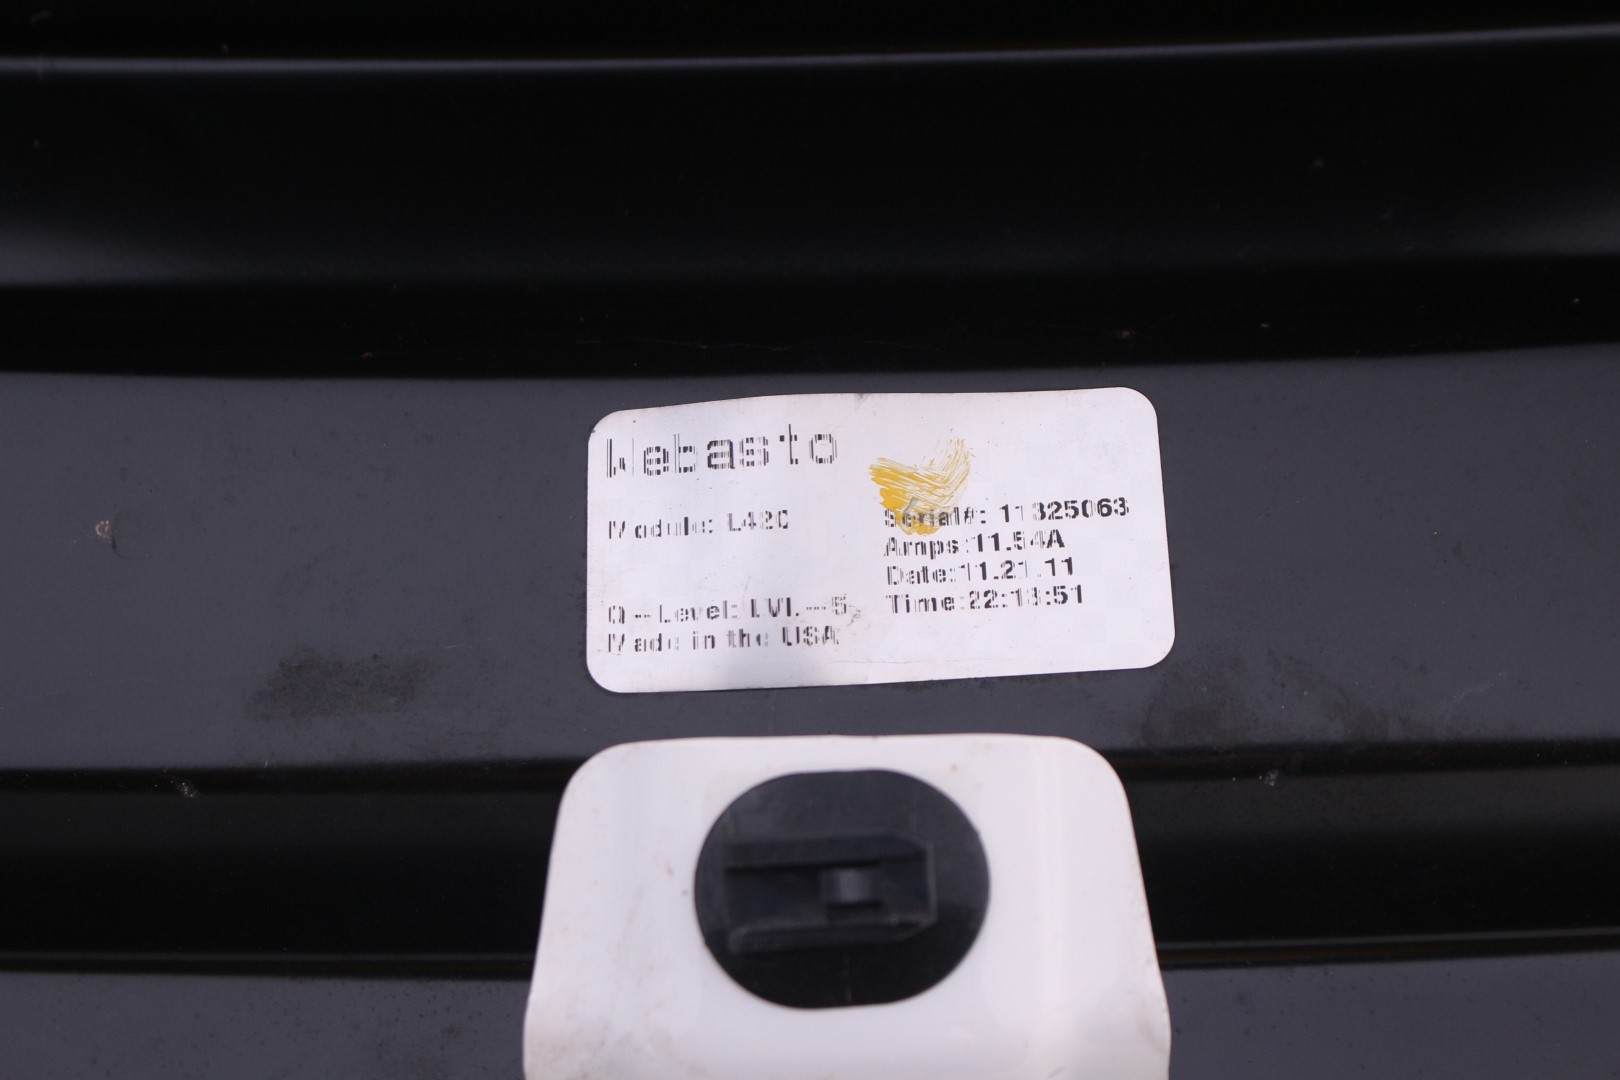 Webasto
Module: L420
Serial#: 11325063
Amps:11.54A
Date:11.21.11
Time:22:13:51
Q--Level: LVL---5
Made in the USA